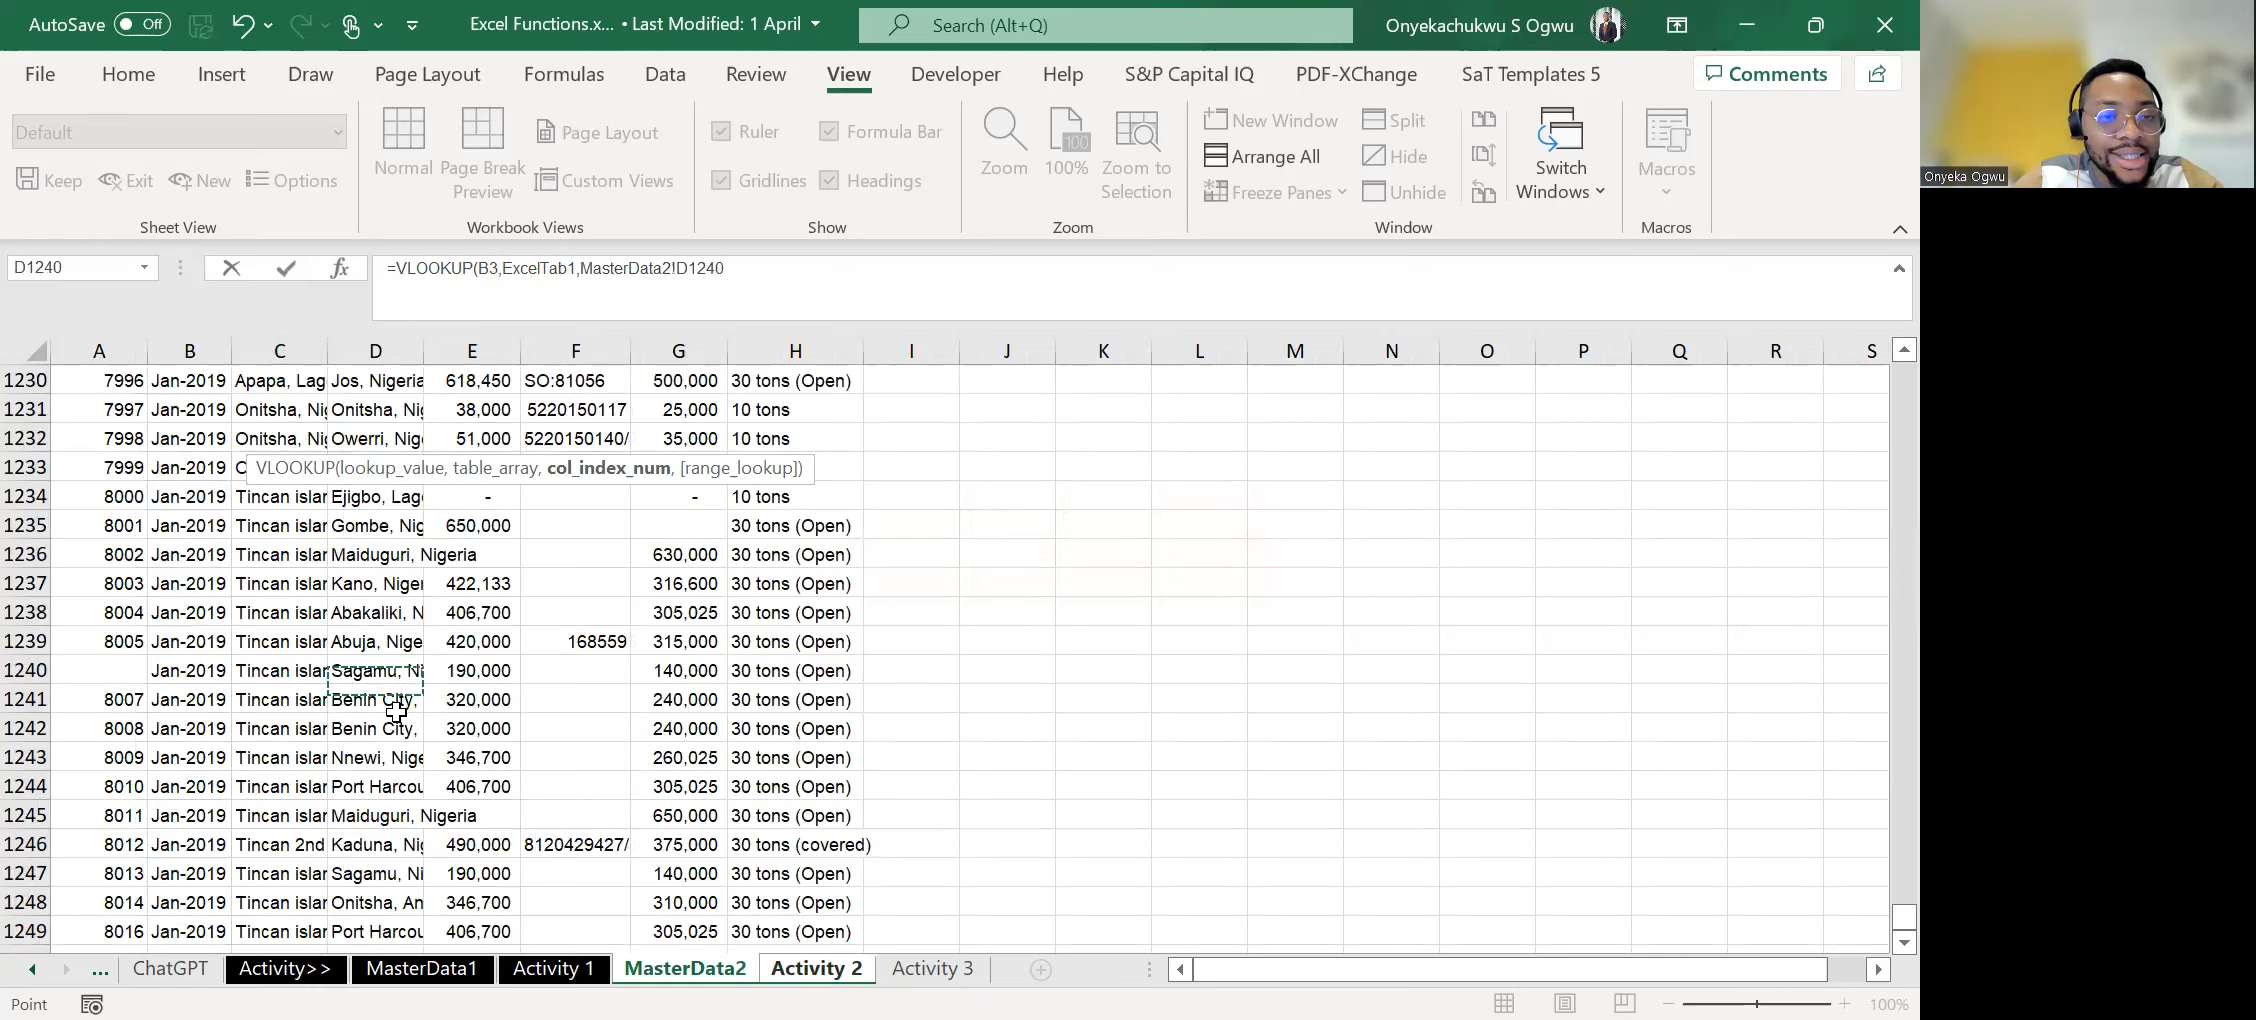 AutoSave Off Excel Functions.x... • Last Modified: 1 April Search (Alt+Q) Onyekachukwu S Ogwu
File Home Insert Draw Page Layout Formulas Data Review View Developer Help S&P Capital IQ PDF-XChange SaT Templates 5 Comments
Default
Keep Exit New Options
Sheet View
Normal Page Break Preview Page Layout Custom Views
Workbook Views
Ruler Formula Bar
Gridlines Headings
Show
Zoom 100% Zoom to Selection
100
Zoom
New Window Split
Arrange All Hide
Freeze Panes Unhide
Switch Windows
Window
Macros
Macros
Onyeka Ogwu
D1240 fx =VLOOKUP(B3,ExcelTab1,MasterData2!D1240
A B C D E F G H I J K L M N O P Q R S
1230 7996 Jan-2019 Apapa, Lag Jos, Nigeria 618,450 SO:81056 500,000 30 tons (Open)
1231 7997 Jan-2019 Onitsha, Nig Onitsha, Nig 38,000 5220150117 25,000 10 tons
1232 7998 Jan-2019 Onitsha, Nig Owerri, Nig 51,000 5220150140/ 35,000 10 tons
1233 7999 Jan-2019 VLOOKUP(lookup_value, table_array, col_index_num, [range_lookup])
1234 8000 Jan-2019 Tincan islar Ejigbo, Lag - - 10 tons
1235 8001 Jan-2019 Tincan islar Gombe, Nig 650,000 30 tons (Open)
1236 8002 Jan-2019 Tincan islar Maiduguri, Nigeria 630,000 30 tons (Open)
1237 8003 Jan-2019 Tincan islar Kano, Niger 422,133 316,600 30 tons (Open)
1238 8004 Jan-2019 Tincan islar Abakaliki, N 406,700 305,025 30 tons (Open)
1239 8005 Jan-2019 Tincan islar Abuja, Nige 420,000 168559 315,000 30 tons (Open)
1240 Jan-2019 Tincan islar Sagamu, Ni 190,000 140,000 30 tons (Open)
1241 8007 Jan-2019 Tincan islar Benin City, 320,000 240,000 30 tons (Open)
1242 8008 Jan-2019 Tincan islar Benin City, 320,000 240,000 30 tons (Open)
1243 8009 Jan-2019 Tincan islar Nnewi, Nige 346,700 260,025 30 tons (Open)
1244 8010 Jan-2019 Tincan islar Port Harcou 406,700 305,025 30 tons (Open)
1245 8011 Jan-2019 Tincan islar Maiduguri, Nigeria 650,000 30 tons (Open)
1246 8012 Jan-2019 Tincan 2nd Kaduna, Nig 490,000 8120429427/ 375,000 30 tons (covered)
1247 8013 Jan-2019 Tincan islar Sagamu, Ni 190,000 140,000 30 tons (Open)
1248 8014 Jan-2019 Tincan islar Onitsha, An 346,700 310,000 30 tons (Open)
1249 8016 Jan-2019 Tincan islar Port Harcou 406,700 305,025 30 tons (Open)
... ChatGPT Activity>> MasterData1 Activity 1 MasterData2 Activity 2 Activity 3
Point 100%